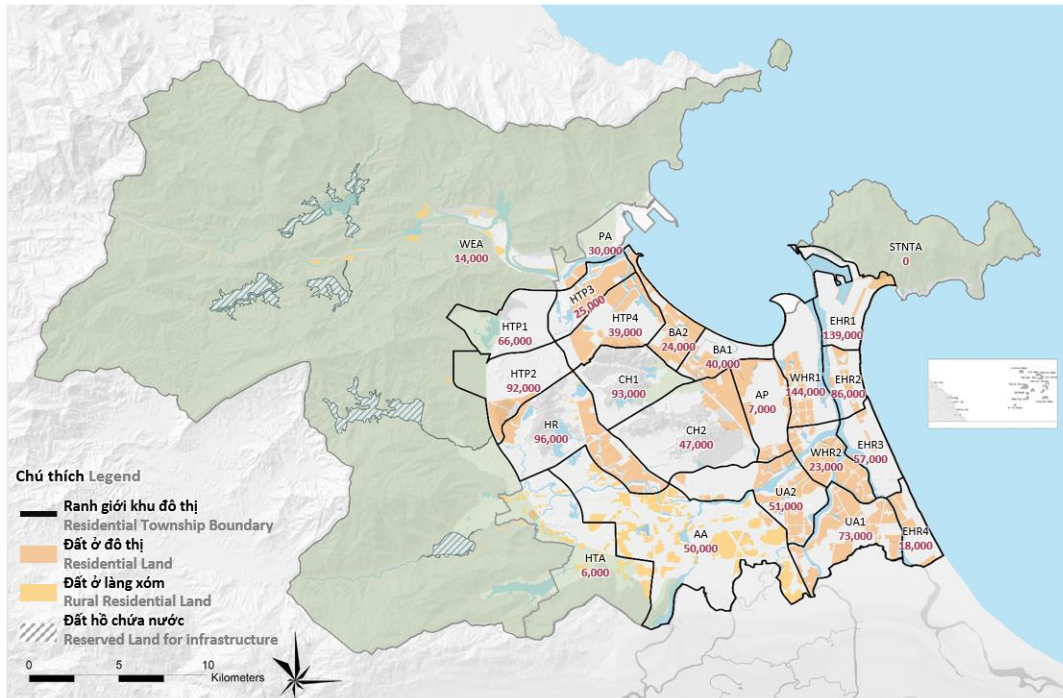 PA
30,000
STNTA
0
WEA
14,000
HTP3
25,000
HTP1
66,000
HTP4
39,000
BA2
24,000
BA1
40,000
EHR1
139,000
HTP2
92,000
CH1
93,000
AP
7,000
WHR1
144,000
EHR2
86,000
HR
96,000
CH2
47,000
EHR3
57,000
WHR2
23,000
UA2
51,000
UA1
73,000
EHR4
18,000
AA
50,000
HTA
6,000
Chú thích Legend
Ranh giới khu đô thị
Residential Township Boundary
Đất ở đô thị
Residential Land
Đất ở làng xóm
Rural Residential Land
Đất hồ chứa nước
Reserved Land for infrastructure
0 5 10
Kilometers